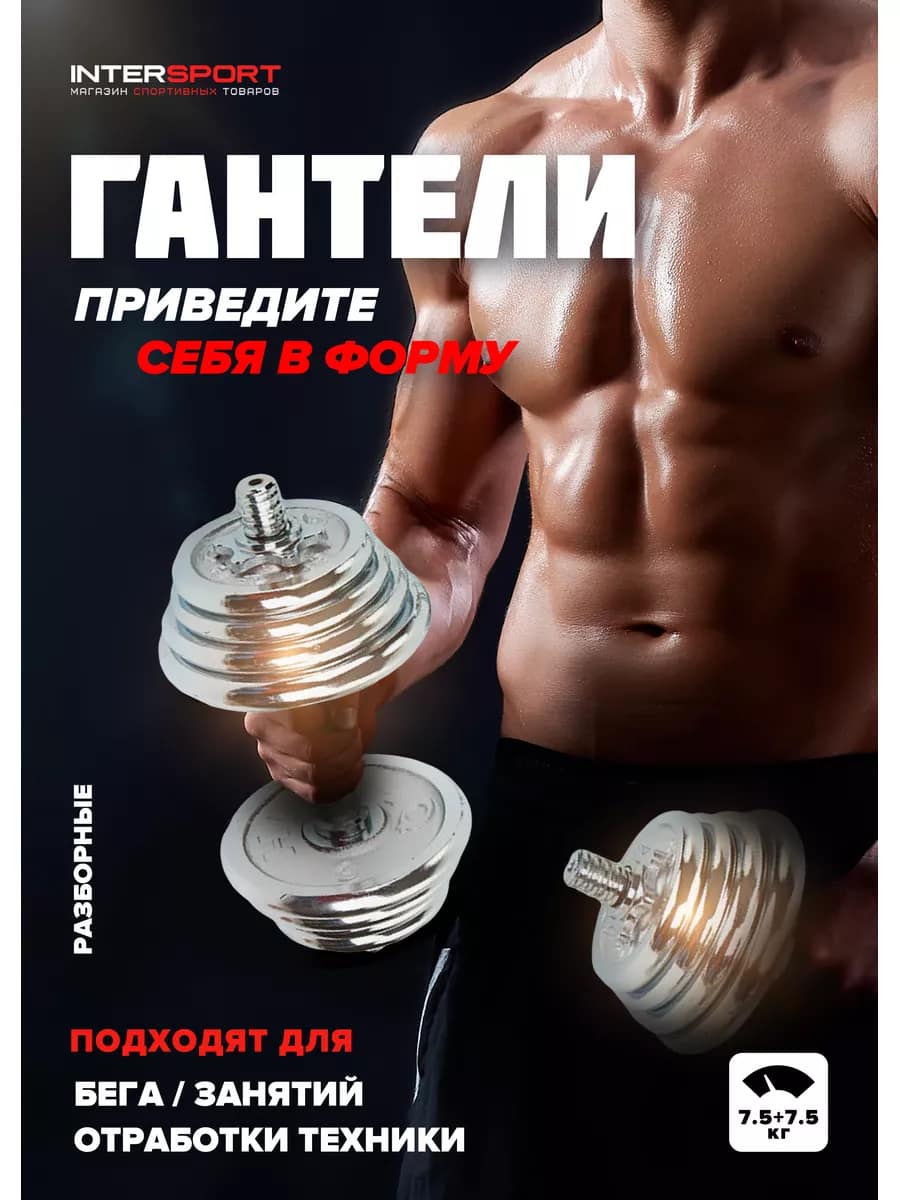 INTERSPORT
МАГАЗИН СПОРТИВНЫХ ТОВАРОВ
ГАНТЕЛИ
ПРИВЕДИТЕ
СЕБЯ В ФОРМУ
РАЗБОРНЫЕ
ПОДХОДЯТ ДЛЯ
БЕГА / ЗАНЯТИЙ
ОТРАБОТКИ ТЕХНИКИ
7.5+7.5
КГ